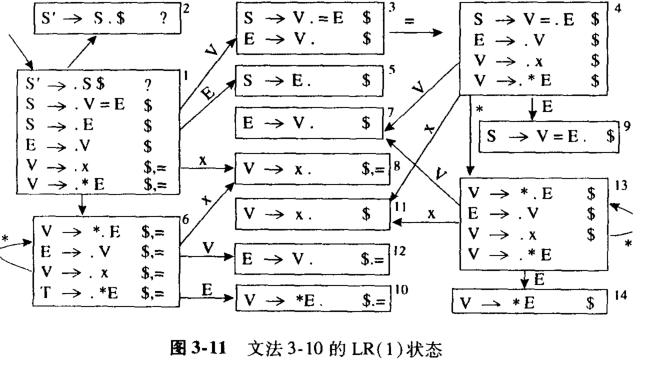 S' → S.$ ? 2
S → V.=E $ 3
E → V. $
=
S → V=.E $ 4
E → .V $
V → .x $
V → .*E $
1
S' → .S$ ?
S → .V=E $
S → .E $
E → .V $
V → .x $,=
V → .*E $,=
V
E
x
S → E. $ 5
E → V. $ 7
V → x. $,= 8
V → x. $ 11
E → V. $.= 12
V → *E. $.= 10
V
x
*
E
S → V=E. $ 9
6
V → *.E $,=
E → .V $,=
V → .x $,=
T → .*E $,=
*
x
V
E
V → *.E $ 13
E → .V $
V → .x $
V → .*E
V
x
*
E
V → *E $ 14
图 3-11 文法 3-10 的 LR(1) 状态